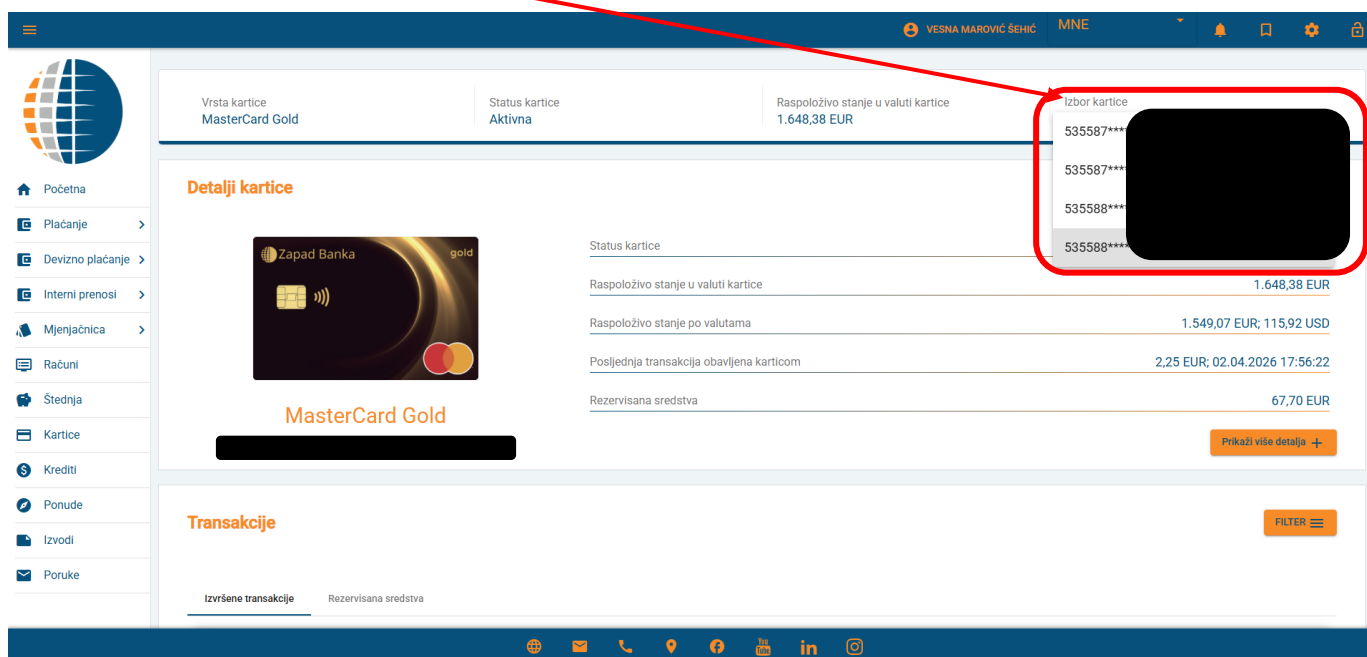 VESNA MAROVIĆ ŠEHIĆ
MNE
Vrsta kartice
MasterCard Gold
Status kartice
Aktivna
Raspoloživo stanje u valuti kartice
1.648,38 EUR
Izbor kartice
535587****
535587****
535588****
535588****
Početna
Plaćanje
Devizno plaćanje
Interni prenosi
Mjenjačnica
Računi
Štednja
Kartice
Krediti
Ponude
Izvodi
Poruke
Detalji kartice
Zapad Banka
gold
MasterCard Gold
Status kartice
Raspoloživo stanje u valuti kartice
1.648,38 EUR
Raspoloživo stanje po valutama
1.549,07 EUR; 115,92 USD
Posljednja transakcija obavljena karticom
2,25 EUR; 02.04.2026 17:56:22
Rezervisana sredstva
67,70 EUR
Prikaži više detalja +
Transakcije
FILTER
Izvršene transakcije
Rezervisana sredstva
You
Tube
in